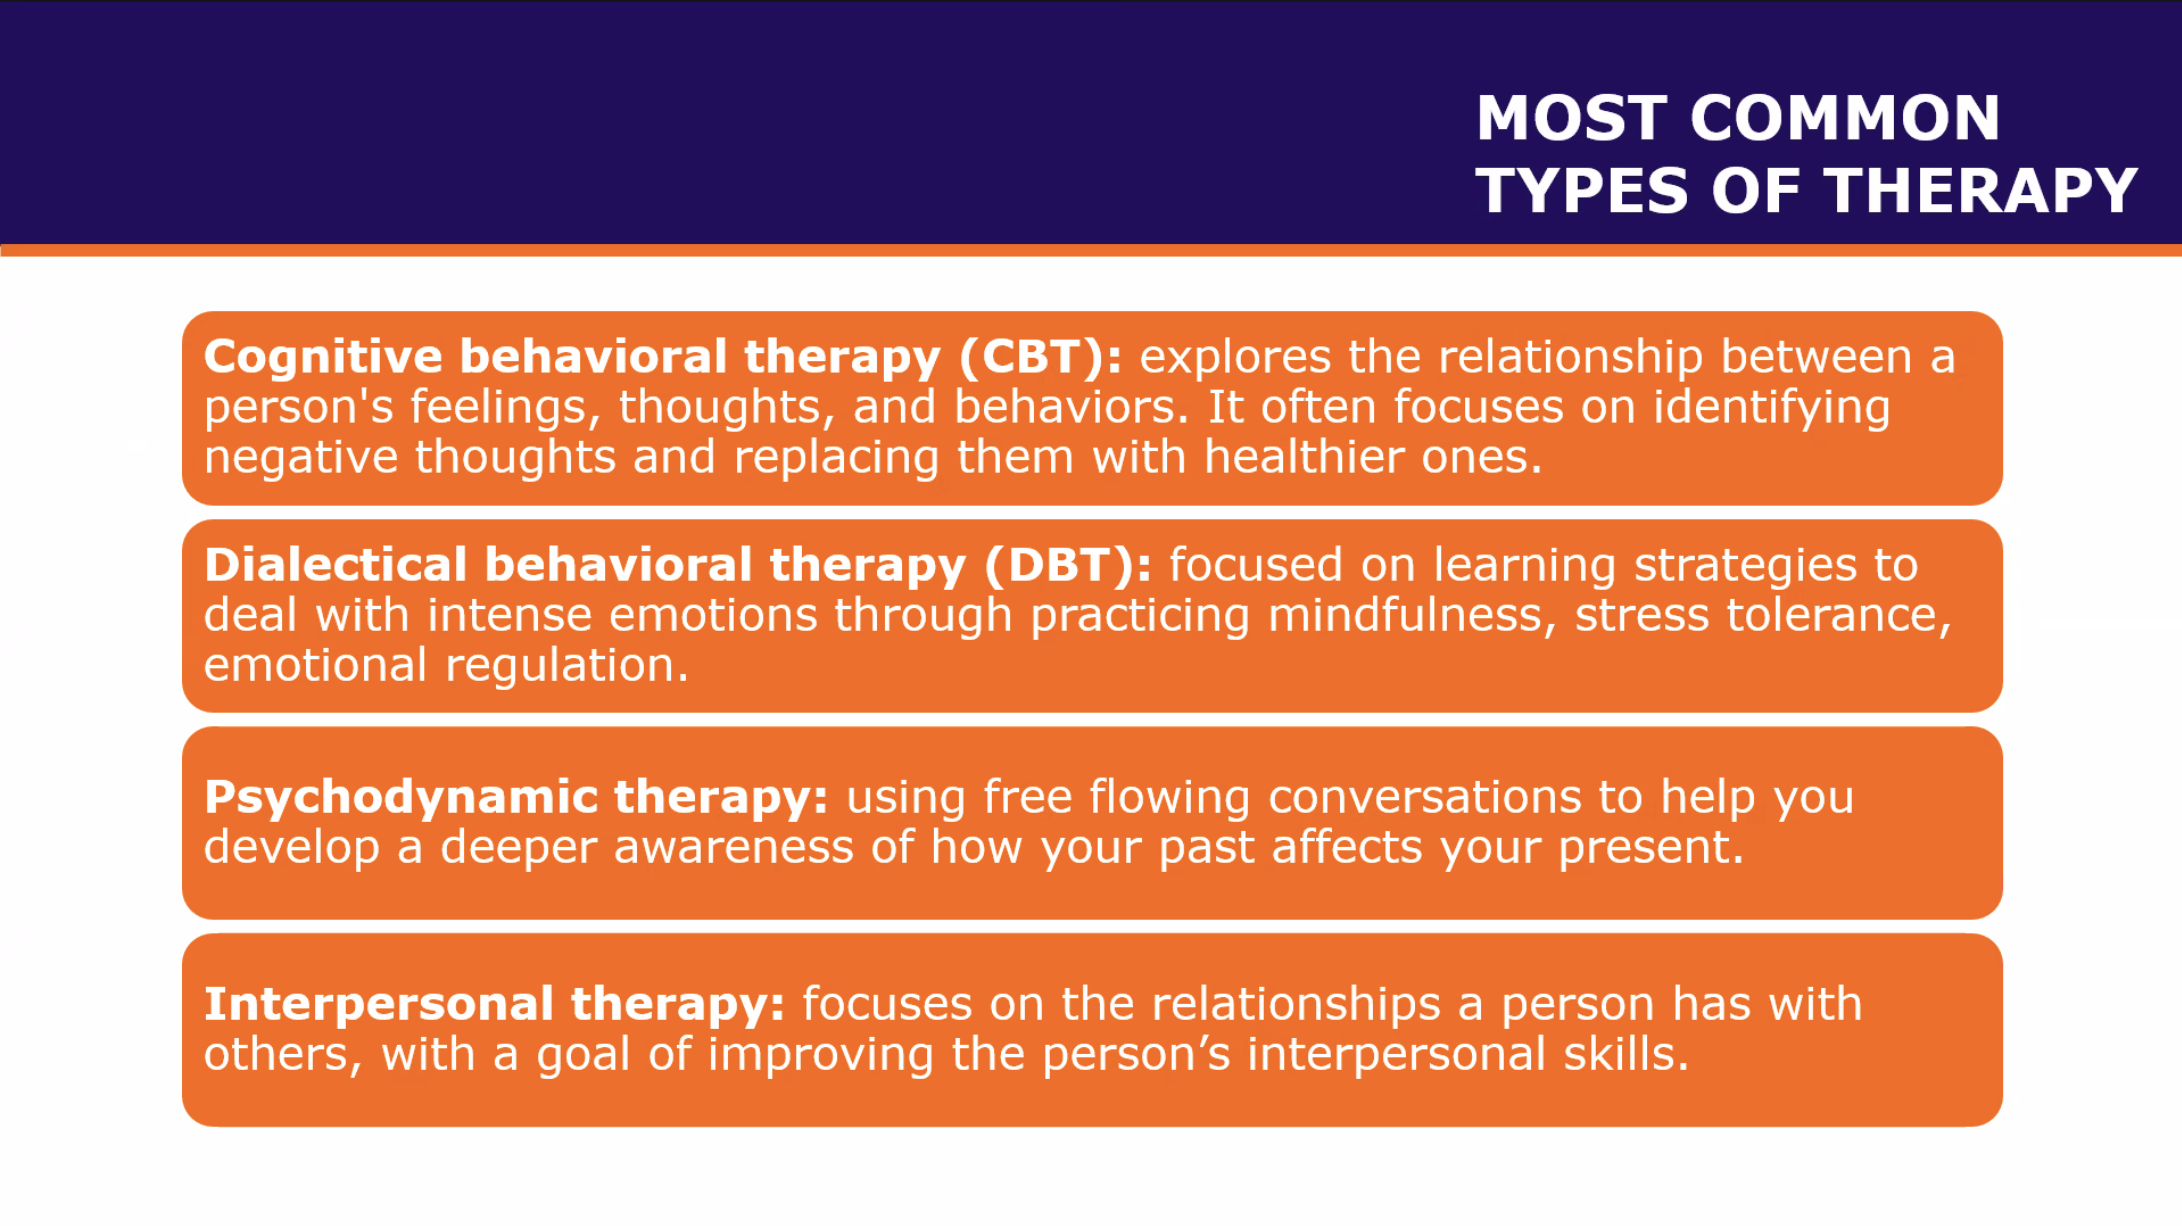 MOST COMMON
TYPES OF THERAPY
Cognitive behavioral therapy (CBT): explores the relationship between a
person's feelings, thoughts, and behaviors. It often focuses on identifying
negative thoughts and replacing them with healthier ones.
Dialectical behavioral therapy (DBT): focused on learning strategies to
deal with intense emotions through practicing mindfulness, stress tolerance,
emotional regulation.
Psychodynamic therapy: using free flowing conversations to help you
develop a deeper awareness of how your past affects your present.
Interpersonal therapy: focuses on the relationships a person has with
others, with a goal of improving the person’s interpersonal skills.